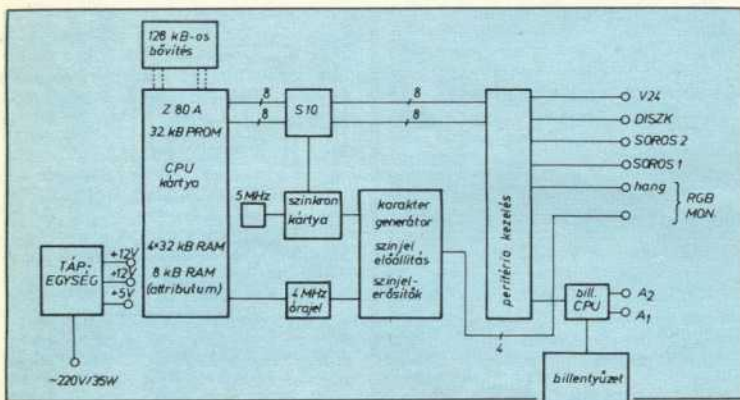 128 kB-os
bővítés
Z 80 A
32 kB PROM
CPU
kártya
4*32 kB RAM
8 kB RAM
(attributum)
8
8
S10
8
8
5 MHz
szinkron
kártya
4 MHz
órajel
karakter
generátor
színjel
előállítás
színjel-
erősítők
periféria kezelés
V24
DISZK
SOROS 2
SOROS 1
hang
RGB
MON.
bill.
CPU
A2
A1
4
billentyűzet
TÁP-
EGYSÉG
+12V
+12V
+5V
~220V/35W